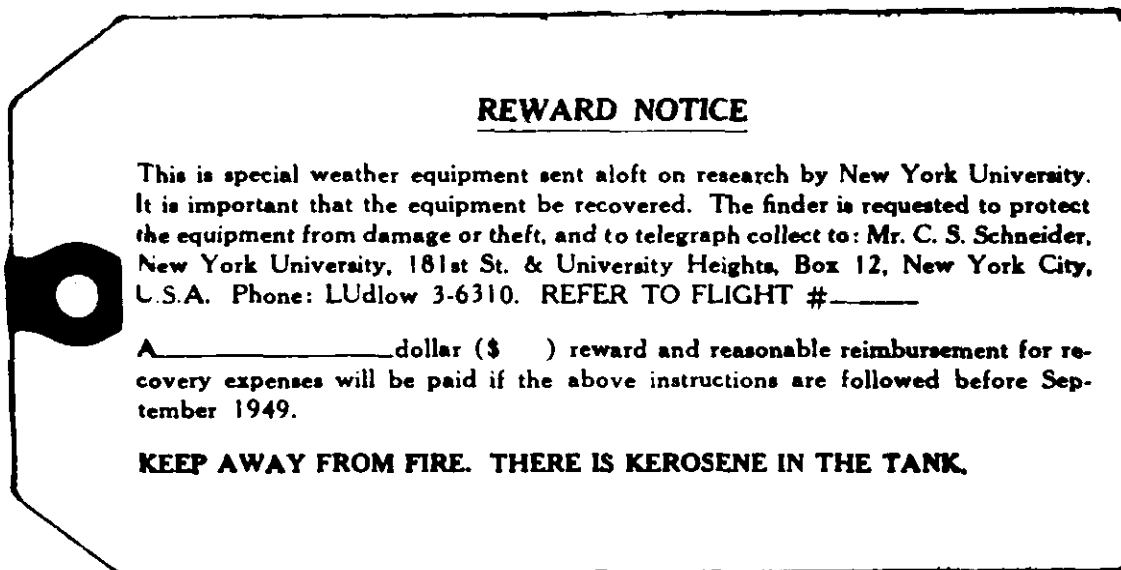 REWARD NOTICE
This is special weather equipment sent aloft on research by New York University.
It is important that the equipment be recovered. The finder is requested to protect
the equipment from damage or theft, and to telegraph collect to: Mr. C. S. Schneider,
New York University, 181st St. & University Heights, Box 12, New York City,
U.S.A. Phone: LUdlow 3-6310. REFER TO FLIGHT #______
A________________dollar ($    ) reward and reasonable reimbursement for re-
covery expenses will be paid if the above instructions are followed before Sep-
tember 1949.
KEEP AWAY FROM FIRE. THERE IS KEROSENE IN THE TANK.